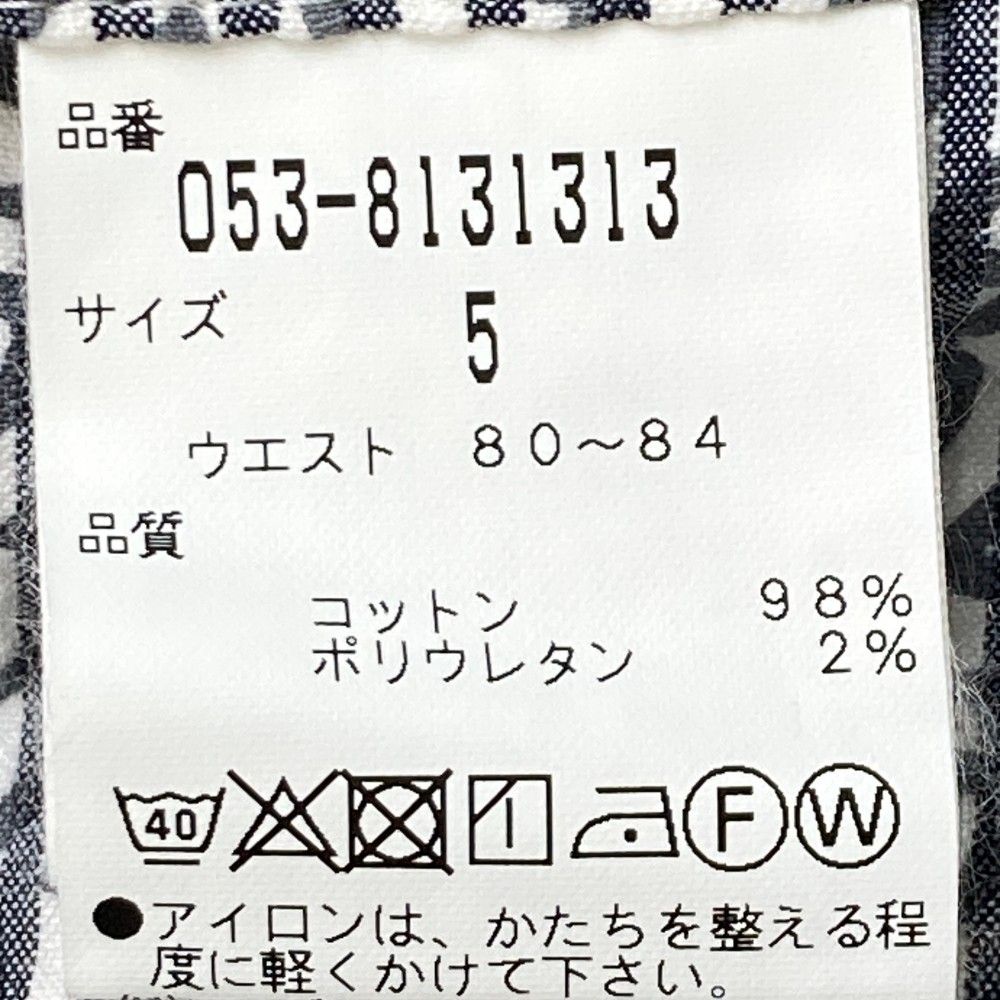 品番
053-8131313
サイズ 5
ウエスト 80～84
品質
コットン 98%
ポリウレタン 2%
40 F W
●アイロンは、かたちを整える程
度に軽くかけて下さい。